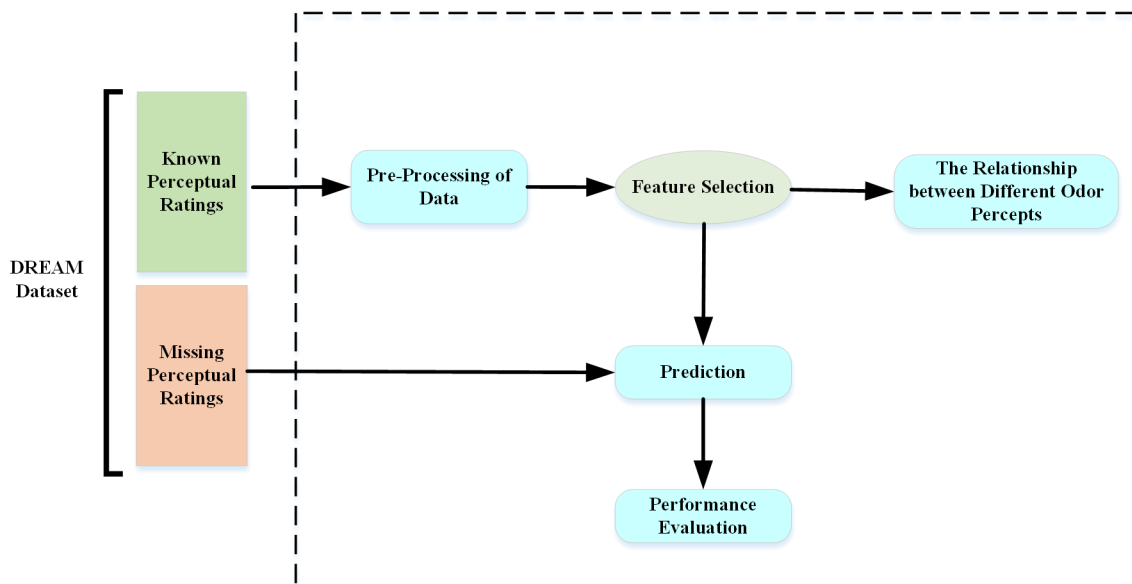 DREAM
Dataset
Known
Perceptual
Ratings
Missing
Perceptual
Ratings
Pre-Processing of
Data
Feature Selection
The Relationship
between Different Odor
Percepts
Prediction
Performance
Evaluation